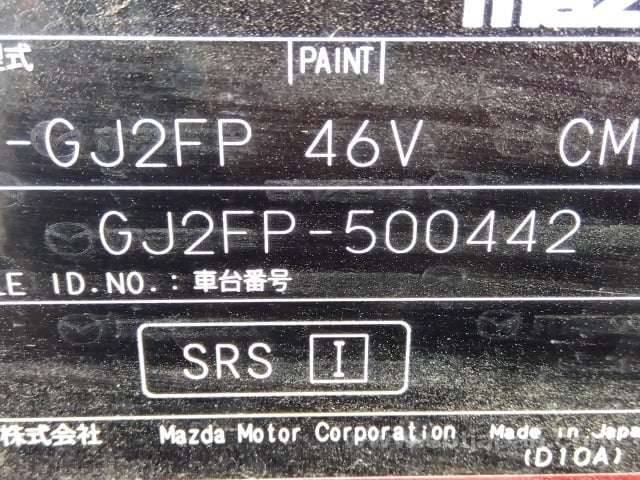 型式 PAINT
-GJ2FP 46V CM
GJ2FP-500442
LE ID.NO.: 車台番号
SRS I
株式会社 Mazda Motor Corporation Made in Japa
(D10A)